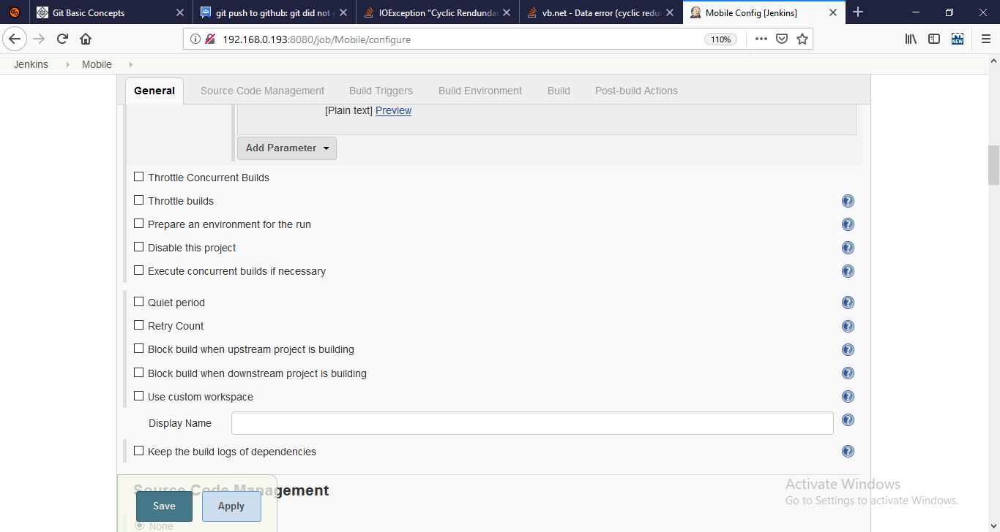 Git Basic Concepts
git push to github: git did not
IOException "Cyclic Rendunda
vb.net - Data error (cyclic redu
Mobile Config [Jenkins]
192.168.0.193:8080/job/Mobile/configure
110%
NEW
Jenkins
Mobile
General
Source Code Management
Build Triggers
Build Environment
Build
Post-build Actions
[Plain text] Preview
Add Parameter
Throttle Concurrent Builds
Throttle builds
Prepare an environment for the run
Disable this project
Execute concurrent builds if necessary
Quiet period
Retry Count
Block build when upstream project is building
Block build when downstream project is building
Use custom workspace
Display Name
Keep the build logs of dependencies
Source Code Management
Save
Apply
None
Activate Windows
Go to Settings to activate Windows.